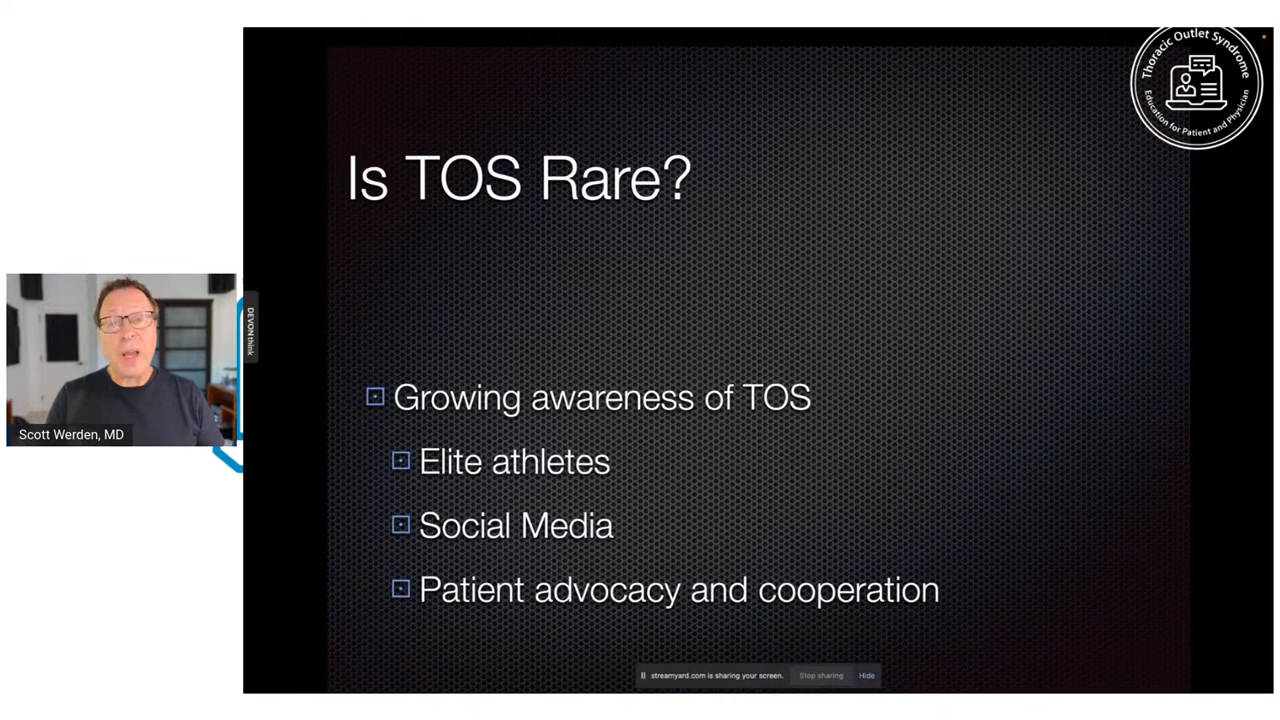 Thoracic Outlet Syndrome
Education for Patient and Physician
Is TOS Rare?
DEVONthink
Scott Werden, MD
Growing awareness of TOS
Elite athletes
Social Media
Patient advocacy and cooperation
streamyard.com is sharing your screen.
Stop sharing
Hide